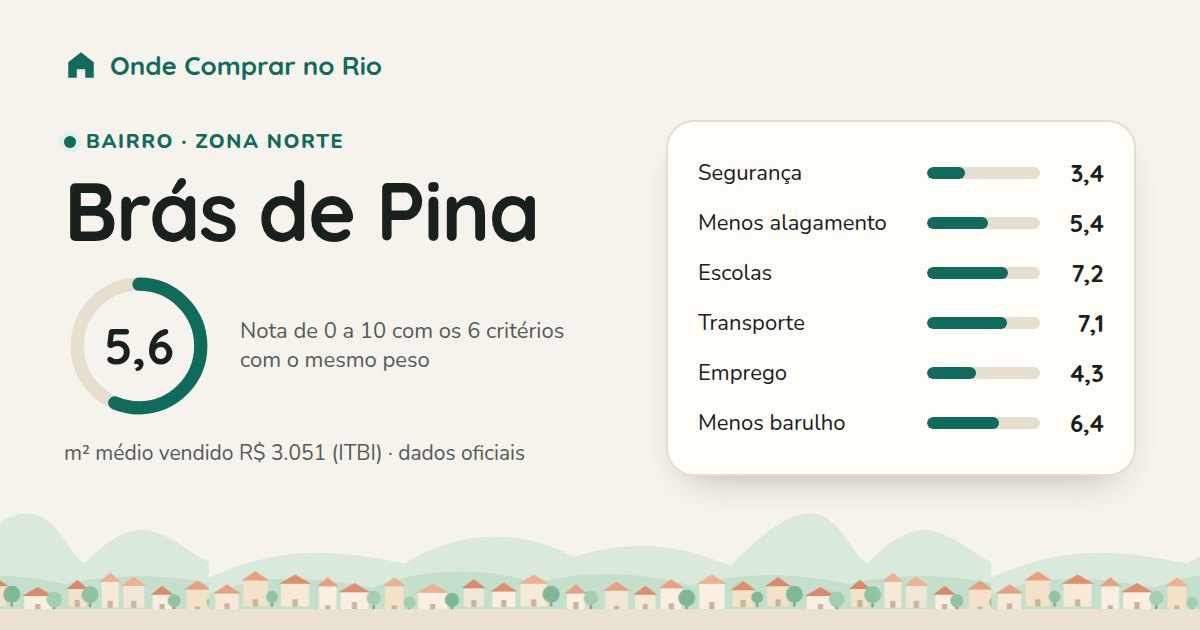 Onde Comprar no Rio
BAIRRO · ZONA NORTE
Brás de Pina
5,6
Nota de 0 a 10 com os 6 critérios
com o mesmo peso
m² médio vendido R$ 3.051 (ITBI) · dados oficiais
Segurança 3,4
Menos alagamento 5,4
Escolas 7,2
Transporte 7,1
Emprego 4,3
Menos barulho 6,4